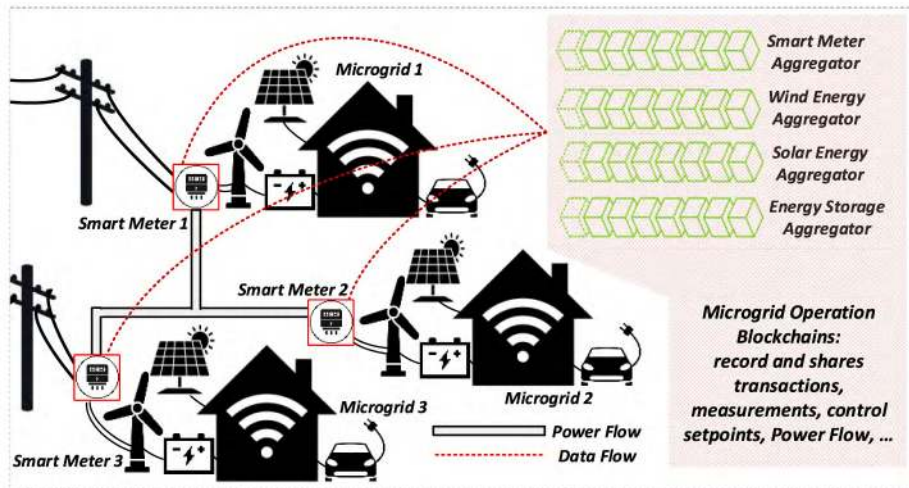 Microgrid 1
Smart Meter 1
Smart Meter 2
Microgrid 2
Microgrid 3
Smart Meter 3
Power Flow
Data Flow
Smart Meter
Aggregator
Wind Energy
Aggregator
Solar Energy
Aggregator
Energy Storage
Aggregator
Microgrid Operation
Blockchains:
record and shares
transactions,
measurements, control
setpoints, Power Flow, ...